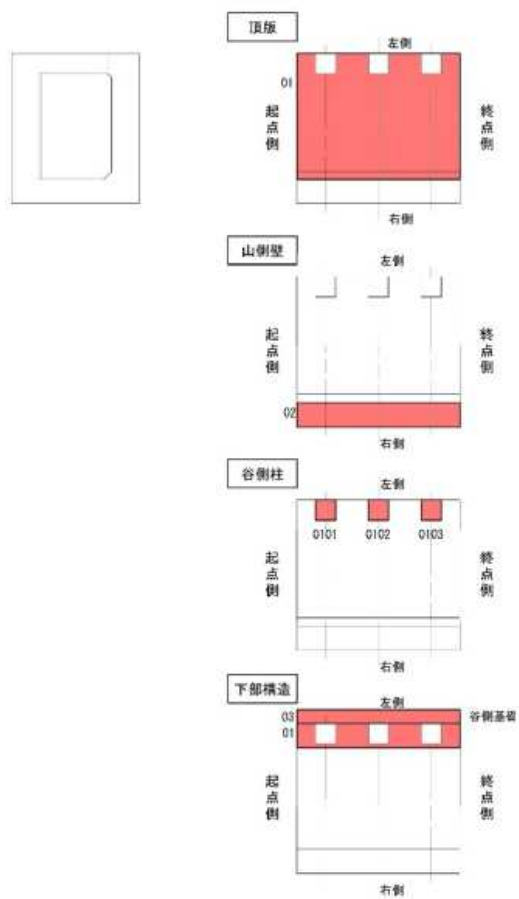 頂版
左側
01
起点側
終点側
右側
山側壁
左側
起点側
終点側
02
右側
谷側柱
左側
0101 0102 0103
起点側
終点側
右側
下部構造
左側
03
谷側基礎
01
起点側
終点側
右側